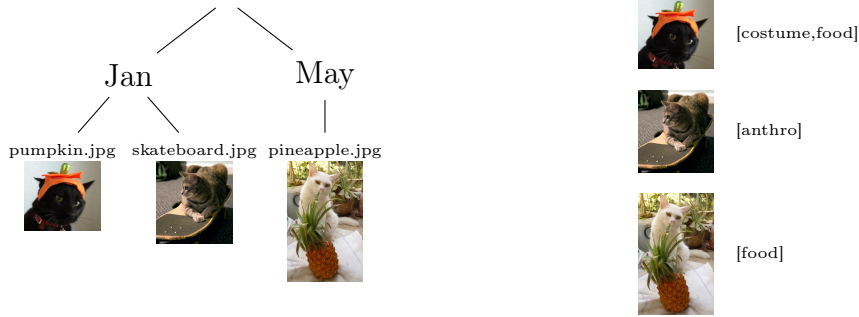 Jan
May
pumpkin.jpg
skateboard.jpg
pineapple.jpg
[costume,food]
[anthro]
[food]